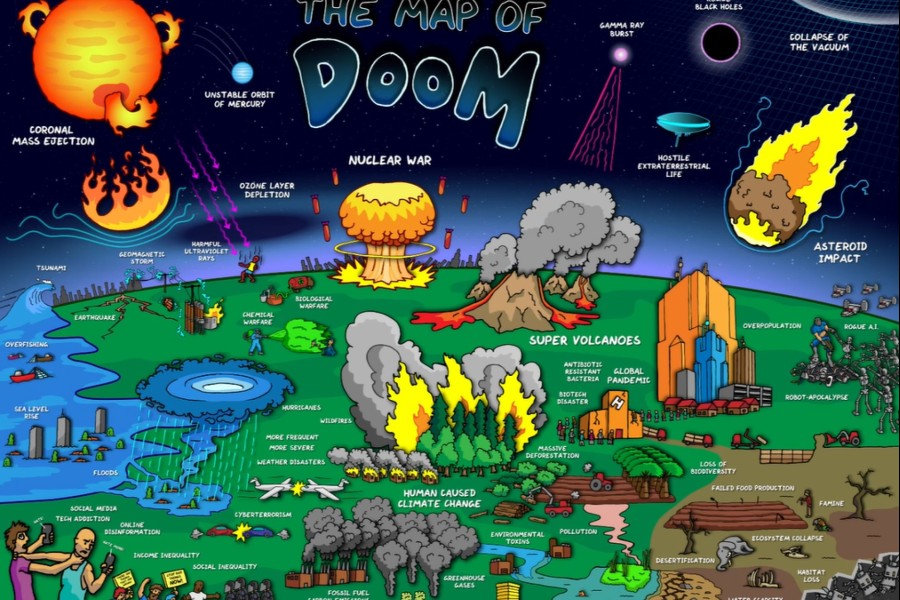 THE MAP OF
DOOM
GAMMA RAY
BURST
BLACK HOLES
COLLAPSE OF
THE VACUUM
UNSTABLE ORBIT
OF MERCURY
CORONAL
MASS EJECTION
NUCLEAR WAR
HOSTILE
EXTRATERRESTRIAL
LIFE
OZONE LAYER
DEPLETION
ASTEROID
IMPACT
GEOMAGNETIC
STORM
HARMFUL
ULTRAVIOLET
RAYS
TSUNAMI
BIOLOGICAL
WARFARE
EARTHQUAKE
CHEMICAL
WARFARE
OVERPOPULATION
ROGUE A.I.
SUPER VOLCANOES
OVERFISHING
ANTIBIOTIC
RESISTANT
BACTERIA
GLOBAL
PANDEMIC
BIOTECH
DISASTER
H
ROBOT-APOCALYPSE
SEA LEVEL
RISE
HURRICANES
WILDFIRES
MORE FREQUENT
MORE SEVERE
WEATHER DISASTERS
MASSIVE
DEFORESTATION
FLOODS
LOSS OF
BIODIVERSITY
FAILED FOOD PRODUCTION
HUMAN CAUSED
CLIMATE CHANGE
FAMINE
SOCIAL MEDIA
TECH ADDICTION
ONLINE
DISINFORMATION
CYBERTERRORISM
ENVIRONMENTAL
TOXINS
POLLUTION
ECOSYSTEM COLLAPSE
INCOME INEQUALITY
SOCIAL INEQUALITY
DESERTIFICATION
HABITAT
LOSS
GREENHOUSE
GASES
FOSSIL FUEL
CARBON EMISSIONS
WATER SCARCITY